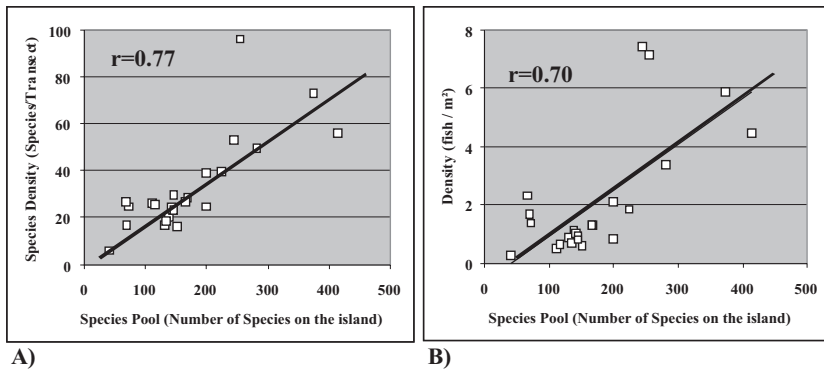 100
80
60
40
20
0
0 100 200 300 400 500
Species Density (Species/Transect)
r=0.77
Species Pool (Number of Species on the island)
A)
8
6
4
2
0
0 100 200 300 400 500
Density (fish / m²)
r=0.70
Species Pool (Number of Species on the island)
B)